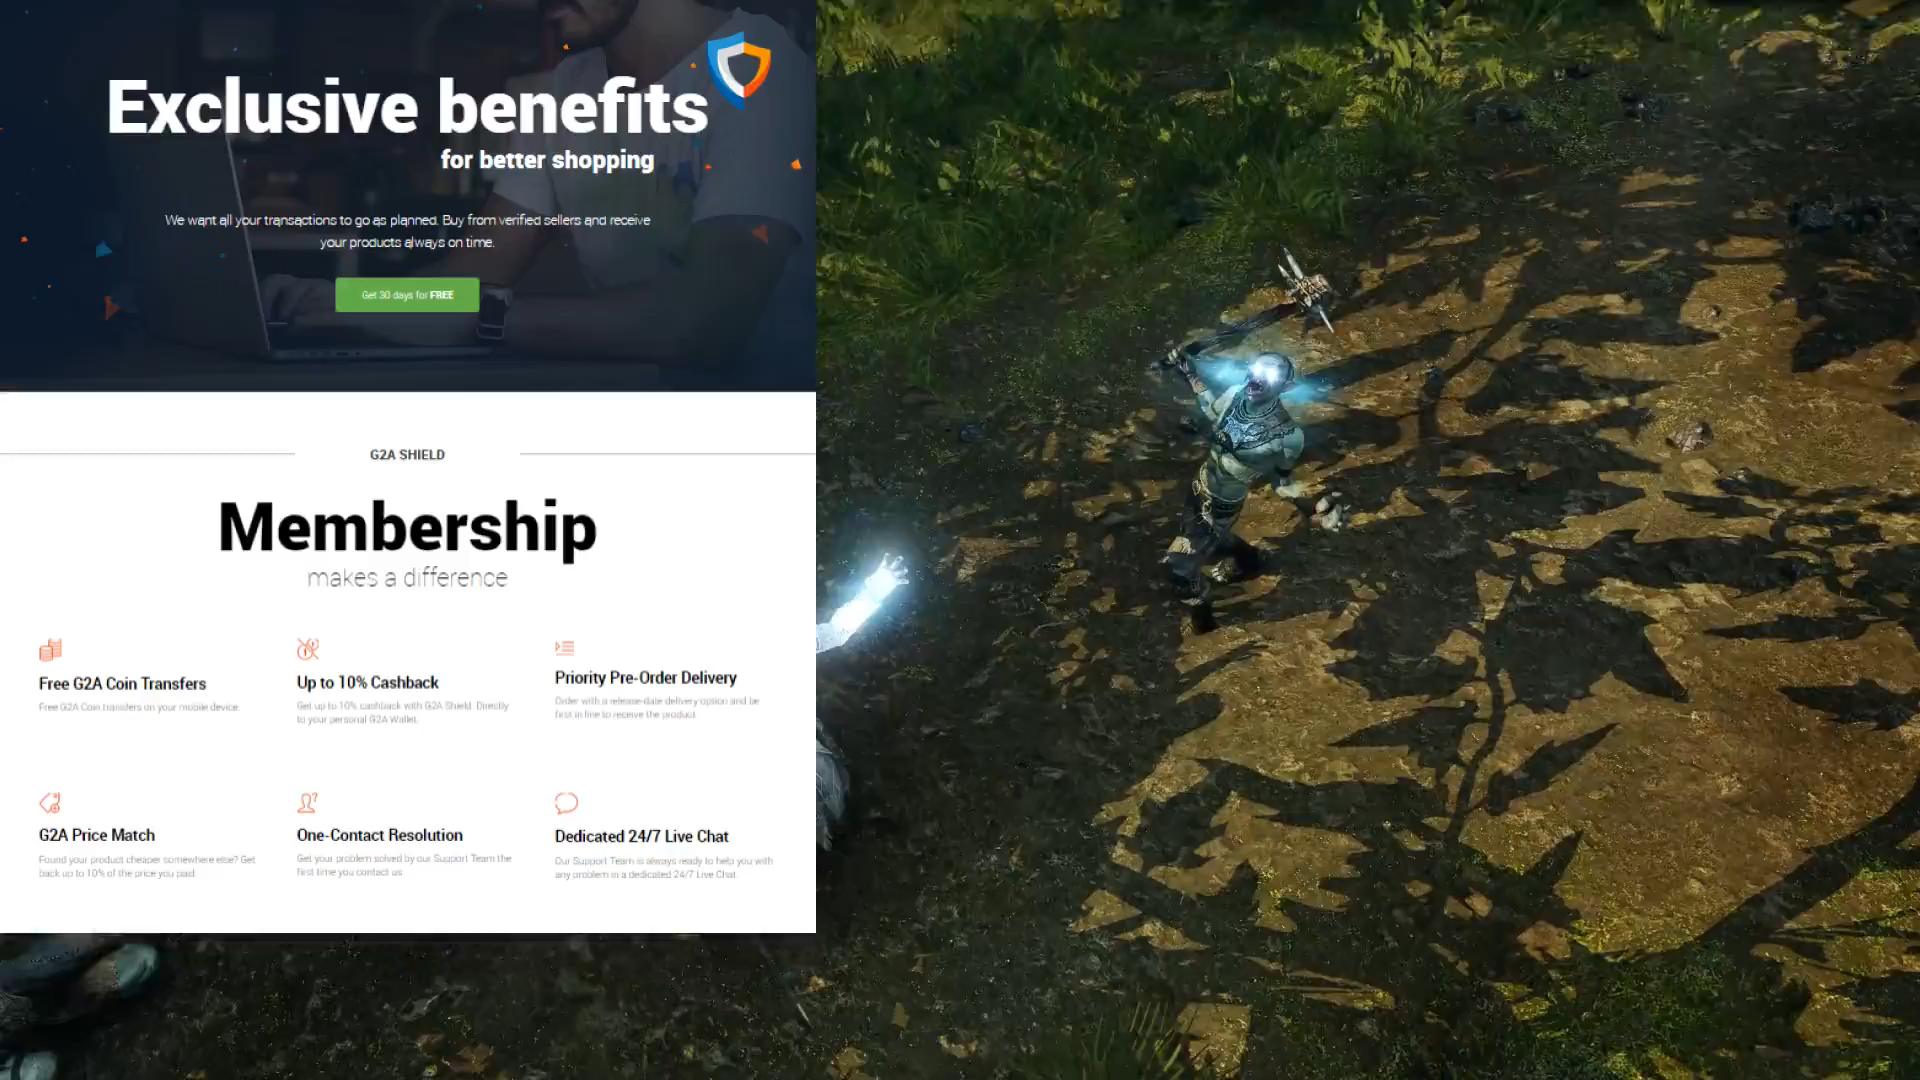 Exclusive benefits
for better shopping
We want all your transactions to go as planned. Buy from verified sellers and receive
your products always on time.
Get 30 days for FREE
G2A SHIELD
Membership
makes a difference
Free G2A Coin Transfers
Free G2A Coin transfers on your mobile device.
Up to 10% Cashback
Get up to 10% cashback with G2A Shield. Directly
to your personal G2A Wallet.
Priority Pre-Order Delivery
Order with a release-date delivery option and be
first in line to receive the product
G2A Price Match
Found your product cheaper somewhere else? Get
back up to 10% of the price you paid.
One-Contact Resolution
Get your problem solved by our Support Team the
first time you contact us
Dedicated 24/7 Live Chat
Our Support Team is always ready to help you with
any problem in a dedicated 24/7 Live Chat.